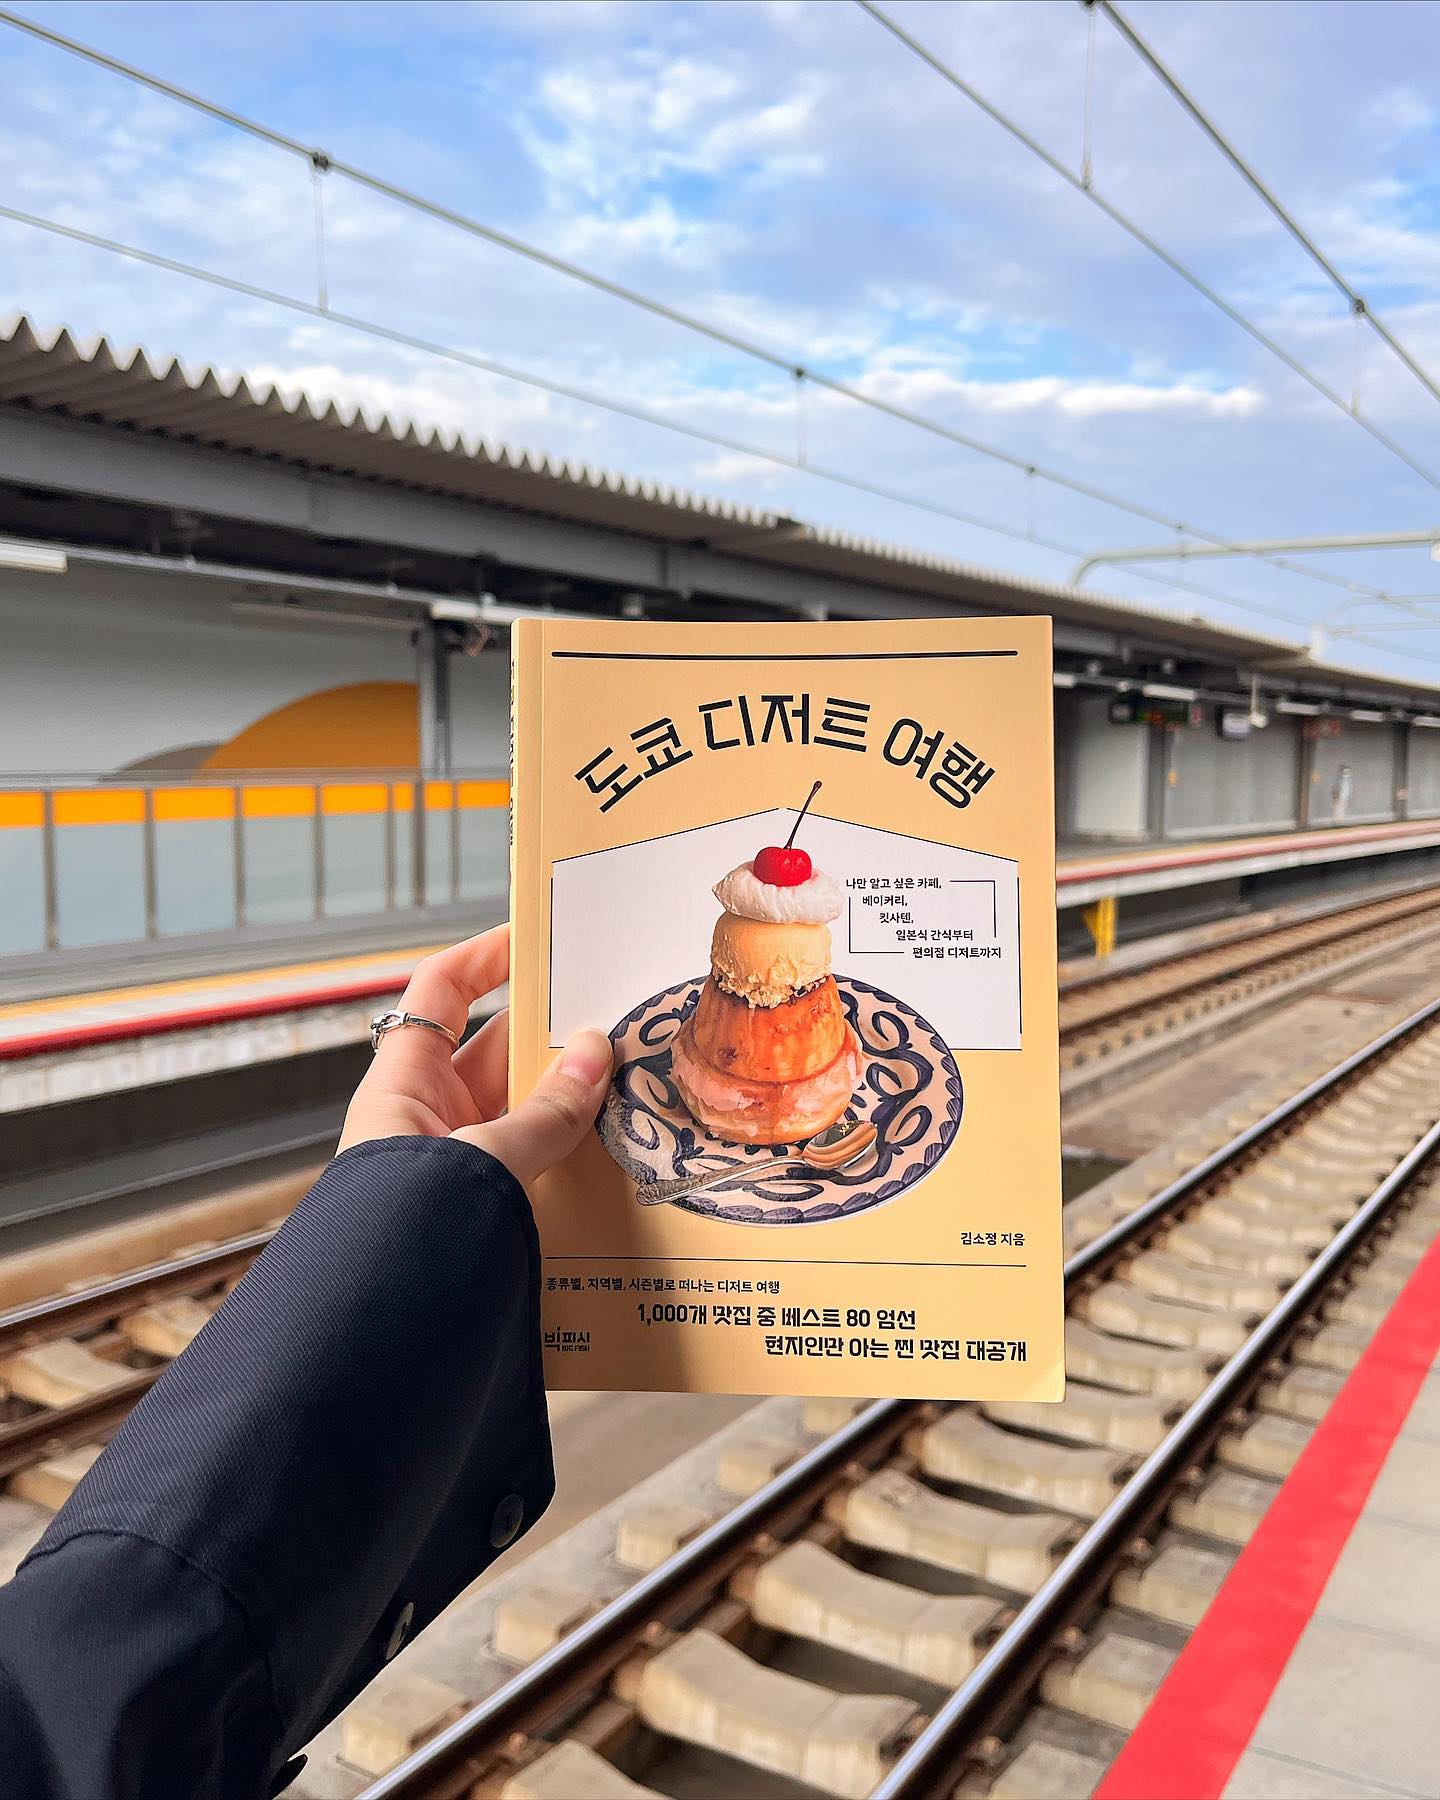 도쿄 디저트 여행
나만 알고 싶은 카페,
베이커리,
킷사텐,
일본식 간식부터
편의점 디저트까지
김소정 지음
종류별, 지역별, 시즌별로 떠나는 디저트 여행
1,000개 맛집 중 베스트 80 엄선
현지인만 아는 찐 맛집 대공개
빅피시
BIG FISH